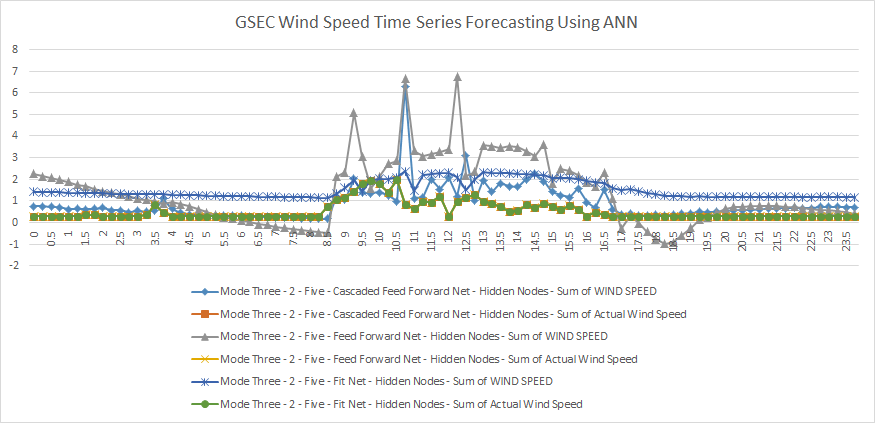 GSEC Wind Speed Time Series Forecasting Using ANN
8
7
6
5
4
3
2
1
0
-1
-2
0 0.5 1 1.5 2 2.5 3 3.5 4 4.5 5 5.5 6 6.5 7 7.5 8 8.5 9 9.5 10 10.5 11 11.5 12 12.5 13 13.5 14 14.5 15 15.5 16 16.5 17 17.5 18 18.5 19 19.5 20 20.5 21 21.5 22 22.5 23 23.5
Mode Three - 2 - Five - Cascaded Feed Forward Net - Hidden Nodes - Sum of WIND SPEED
Mode Three - 2 - Five - Cascaded Feed Forward Net - Hidden Nodes - Sum of Actual Wind Speed
Mode Three - 2 - Five - Feed Forward Net - Hidden Nodes - Sum of WIND SPEED
Mode Three - 2 - Five - Feed Forward Net - Hidden Nodes - Sum of Actual Wind Speed
Mode Three - 2 - Five - Fit Net - Hidden Nodes - Sum of WIND SPEED
Mode Three - 2 - Five - Fit Net - Hidden Nodes - Sum of Actual Wind Speed